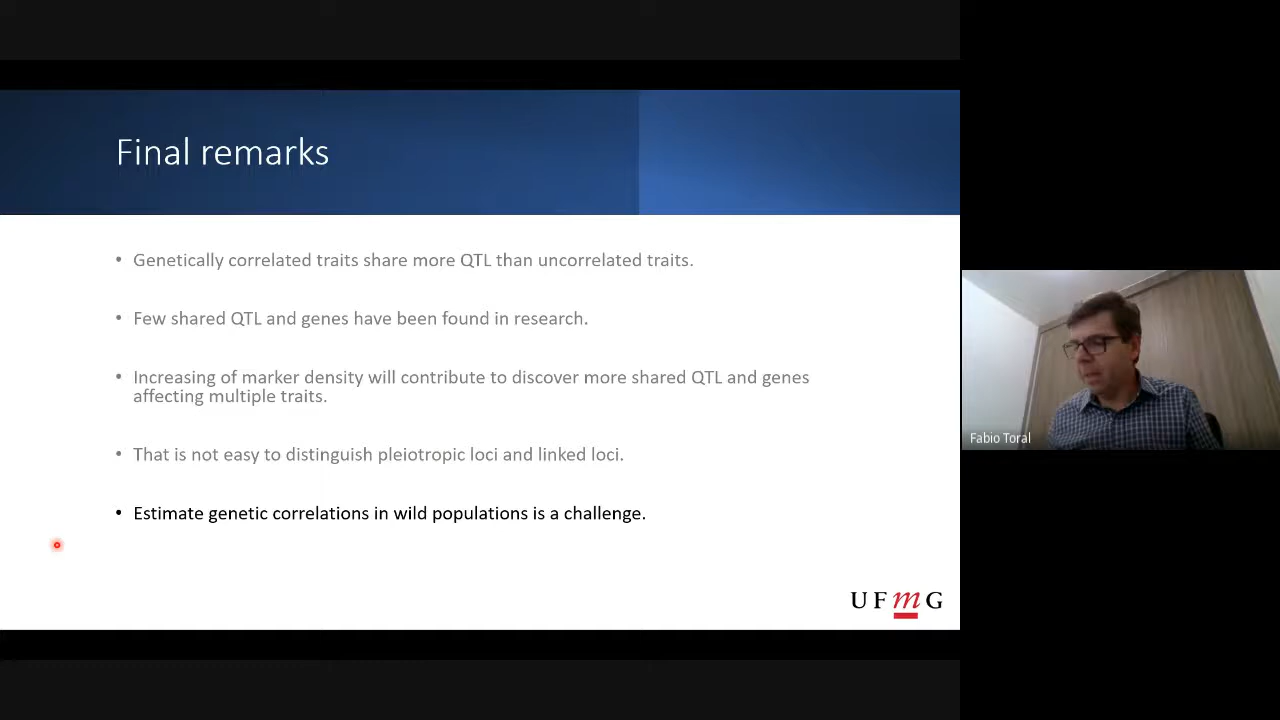 Final remarks
• Genetically correlated traits share more QTL than uncorrelated traits.
• Few shared QTL and genes have been found in research.
• Increasing of marker density will contribute to discover more shared QTL and genes
affecting multiple traits.
• That is not easy to distinguish pleiotropic loci and linked loci.
• Estimate genetic correlations in wild populations is a challenge.
UFmG
Fabio Toral